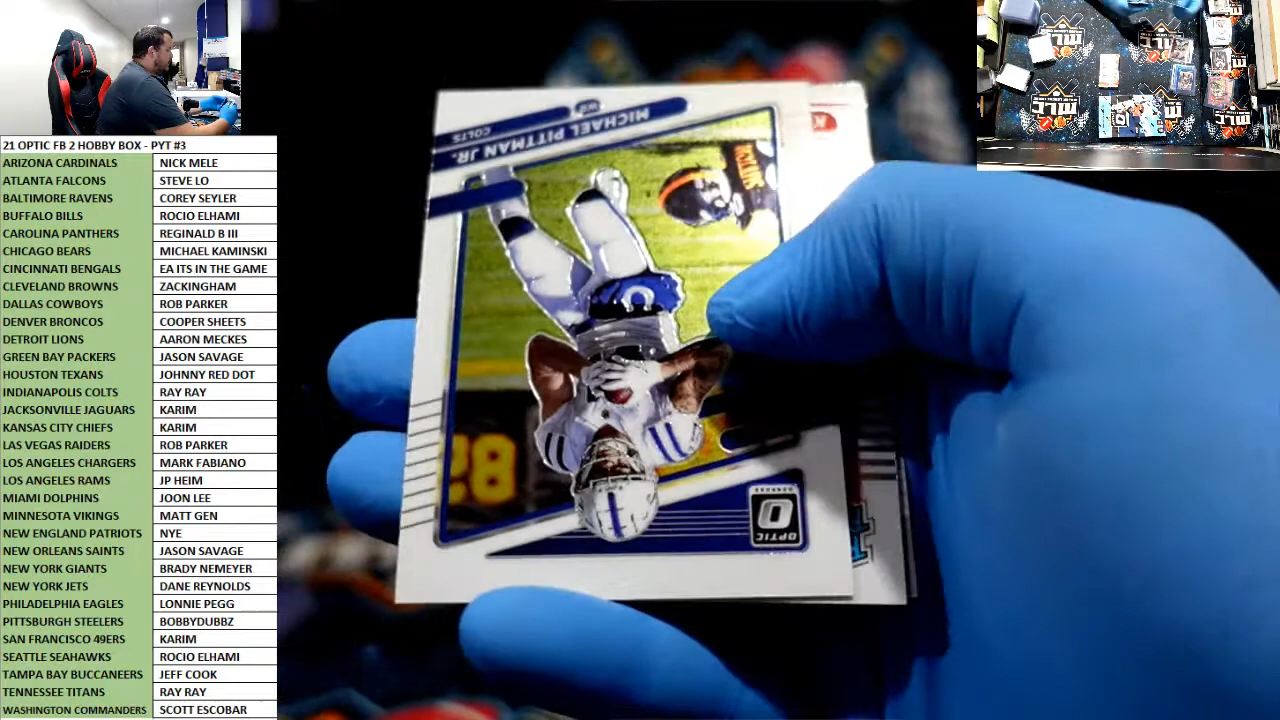 21 OPTIC FB 2 HOBBY BOX - PYT #3
ARIZONA CARDINALS NICK MELE
ATLANTA FALCONS STEVE LO
BALTIMORE RAVENS COREY SEYLER
BUFFALO BILLS ROCIO ELHAMI
CAROLINA PANTHERS REGINALD B III
CHICAGO BEARS MICHAEL KAMINSKI
CINCINNATI BENGALS EA ITS IN THE GAME
CLEVELAND BROWNS ZACKINGHAM
DALLAS COWBOYS ROB PARKER
DENVER BRONCOS COOPER SHEETS
DETROIT LIONS AARON MECKES
GREEN BAY PACKERS JASON SAVAGE
HOUSTON TEXANS JOHNNY RED DOT
INDIANAPOLIS COLTS RAY RAY
JACKSONVILLE JAGUARS KARIM
KANSAS CITY CHIEFS KARIM
LAS VEGAS RAIDERS ROB PARKER
LOS ANGELES CHARGERS MARK FABIANO
LOS ANGELES RAMS JP HEIM
MIAMI DOLPHINS JOON LEE
MINNESOTA VIKINGS MATT GEN
NEW ENGLAND PATRIOTS NYE
NEW ORLEANS SAINTS JASON SAVAGE
NEW YORK GIANTS BRADY NEMEYER
NEW YORK JETS DANE REYNOLDS
PHILADELPHIA EAGLES LONNIE PEGG
PITTSBURGH STEELERS BOBBYDUBBZ
SAN FRANCISCO 49ERS KARIM
SEATTLE SEAHAWKS ROCIO ELHAMI
TAMPA BAY BUCCANEERS JEFF COOK
TENNESSEE TITANS RAY RAY
WASHINGTON COMMANDERS SCOTT ESCOBAR
WR
MICHAEL PITTMAN JR.
COLTS
DONRUSS
OPTIC